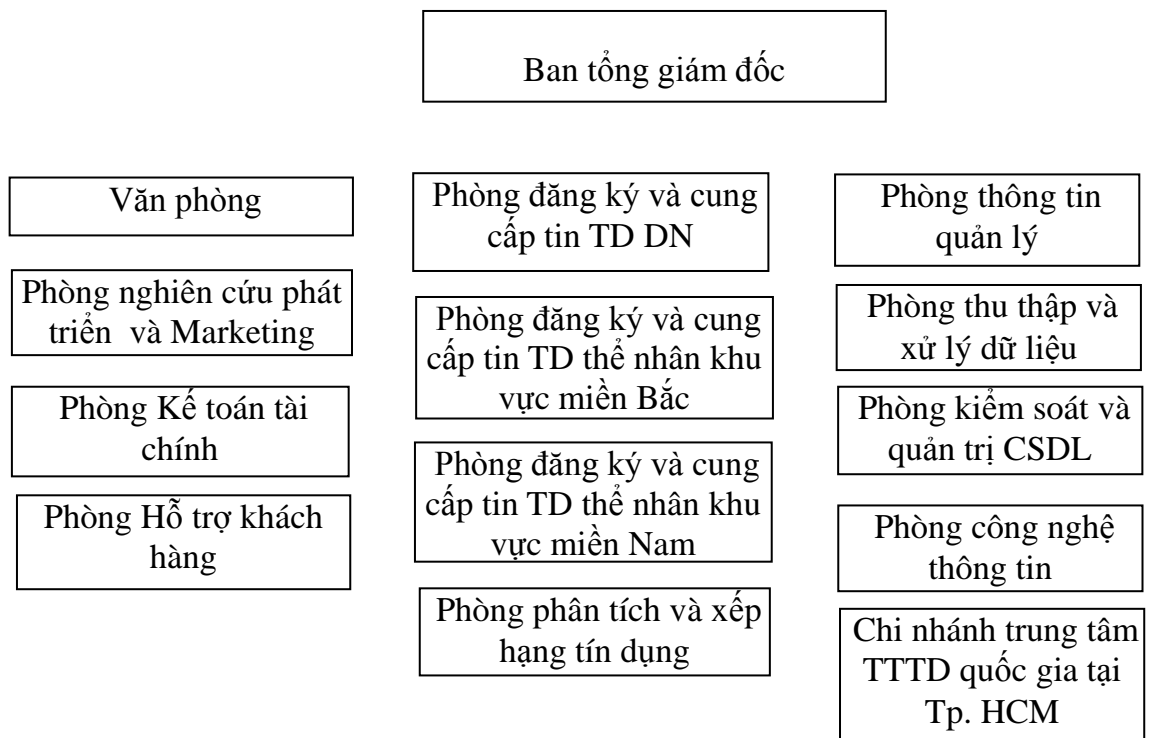 Ban tổng giám đốc
Văn phòng
Phòng nghiên cứu phát
triển và Marketing
Phòng Kế toán tài
chính
Phòng Hỗ trợ khách
hàng
Phòng đăng ký và cung
cấp tin TD DN
Phòng đăng ký và cung
cấp tin TD thể nhân khu
vực miền Bắc
Phòng đăng ký và cung
cấp tin TD thể nhân khu
vực miền Nam
Phòng phân tích và xếp
hạng tín dụng
Phòng thông tin
quản lý
Phòng thu thập và
xử lý dữ liệu
Phòng kiểm soát và
quản trị CSDL
Phòng công nghệ
thông tin
Chi nhánh trung tâm
TTTD quốc gia tại
Tp. HCM